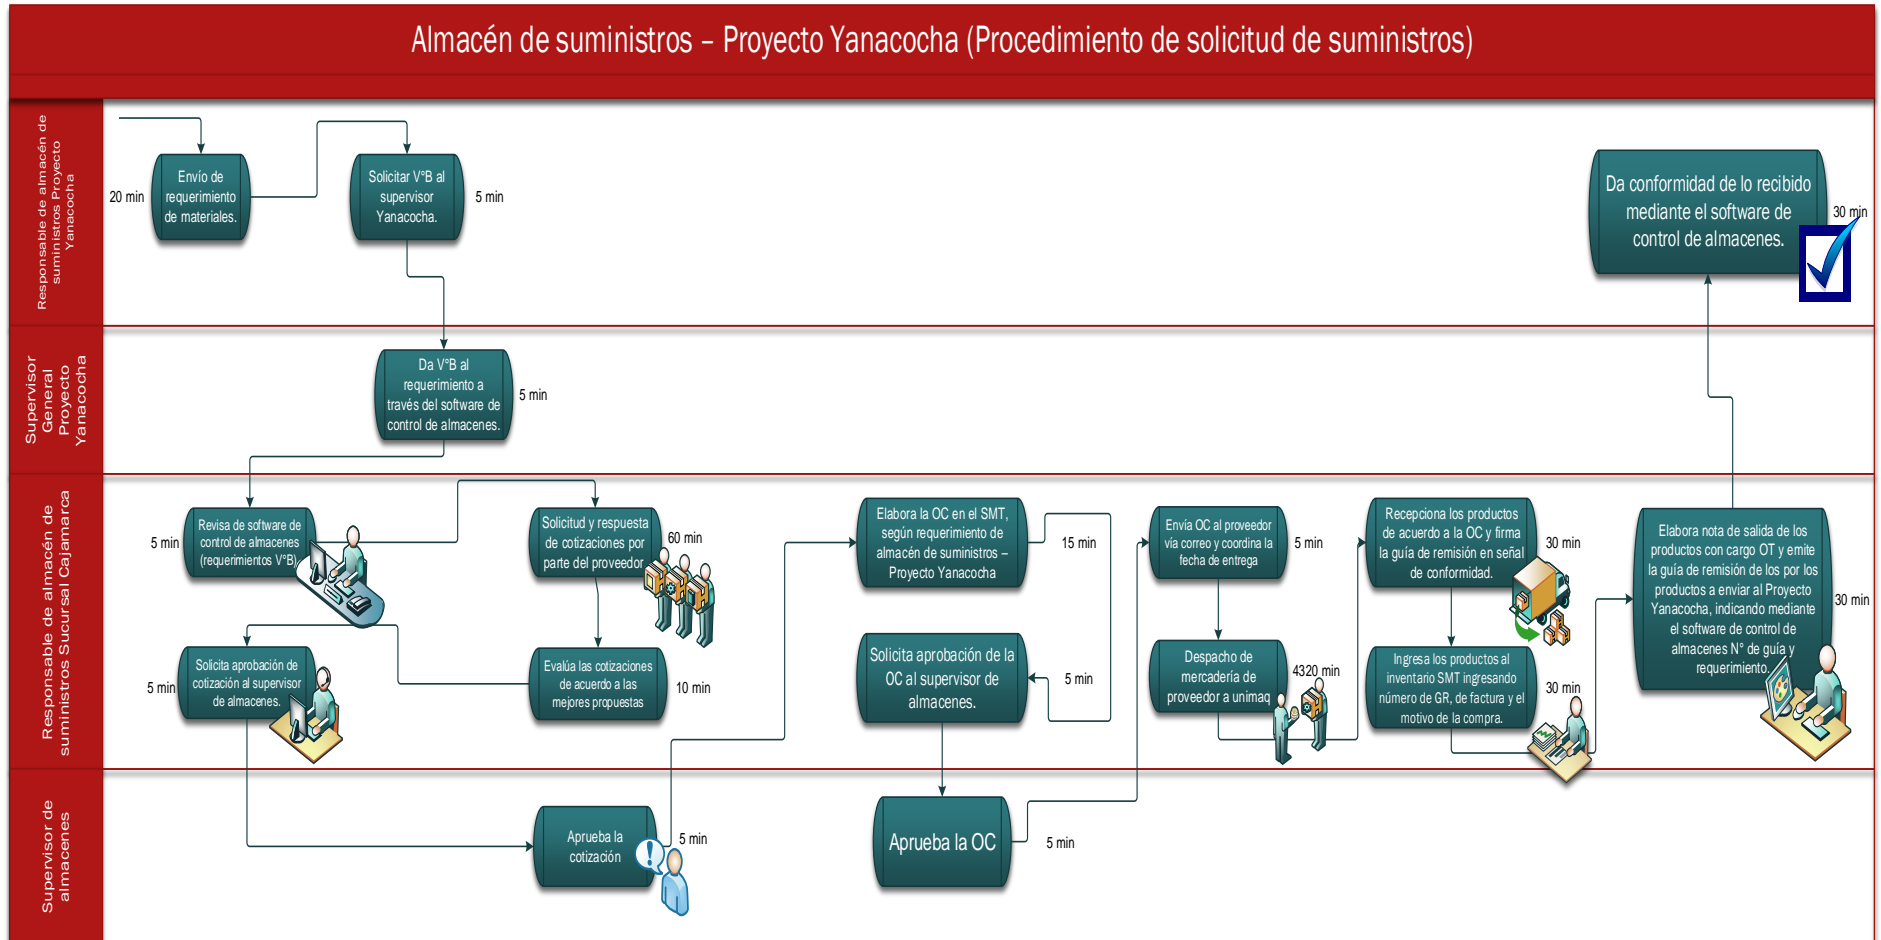 Almacén de suministros – Proyecto Yanacocha (Procedimiento de solicitud de suministros)
Responsable de almacén de
suministros Proyecto
Yanacocha
20 min
Envío de
requerimiento
de materiales.
Solicitar V°B al
supervisor
Yanacocha.
5 min
Da conformidad de lo recibido
mediante el software de
control de almacenes.
30 min
Supervisor
General
Proyecto
Yanacocha
Da V°B al
requerimiento a
través del software de
control de almacenes.
5 min
Responsable de almacén de
suministros Sucursal Cajamarca
5 min
Revisa de software de
control de almacenes
(requerimientos V°B)
Solicitud y respuesta
de cotizaciones por
parte del proveedor
60 min
5 min
Solicita aprobación de
cotización al supervisor
de almacenes.
Evalúa las cotizaciones
de acuerdo a las
mejores propuestas
10 min
Elabora la OC en el SMT,
según requerimiento de
almacén de suministros –
Proyecto Yanacocha
15 min
Solicita aprobación de la
OC al supervisor de
almacenes.
5 min
Envía OC al proveedor
vía correo y coordina la
fecha de entrega
5 min
Despacho de
mercadería de
proveedor a unimaq
4320 min
Recepciona los productos
de acuerdo a la OC y firma
la guía de remisión en señal
de conformidad.
30 min
Ingresa los productos al
inventario SMT ingresando
número de GR, de factura y el
motivo de la compra.
30 min
Elabora nota de salida de los
productos con cargo OT y emite
la guía de remisión de los por los
productos a enviar al Proyecto
Yanacocha, indicando mediante
el software de control de
almacenes N° de guía y
requerimiento.
30 min
Supervisor de
almacenes
Aprueba la
cotización
5 min
Aprueba la OC
5 min